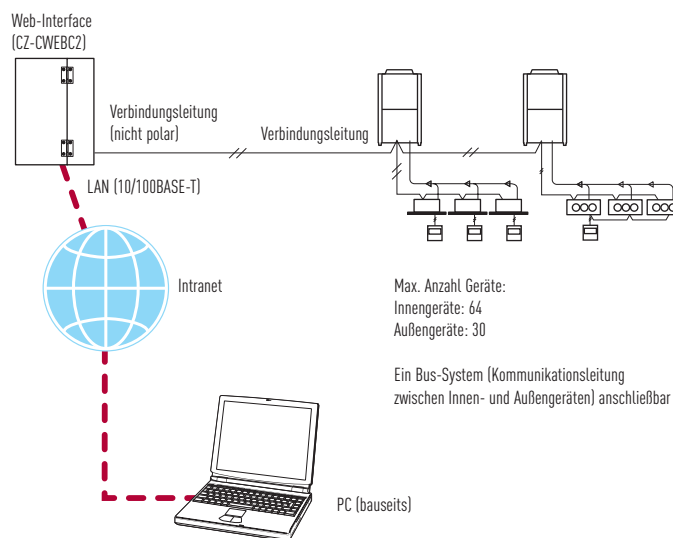 Web-Interface
(CZ-CWEBC2)
Verbindungsleitung
(nicht polar)
Verbindungsleitung
LAN (10/100BASE-T)
Intranet
Max. Anzahl Geräte:
Innengeräte: 64
Außengeräte: 30
Ein Bus-System (Kommunikationsleitung
zwischen Innen- und Außengeräten) anschließbar
PC (bauseits)